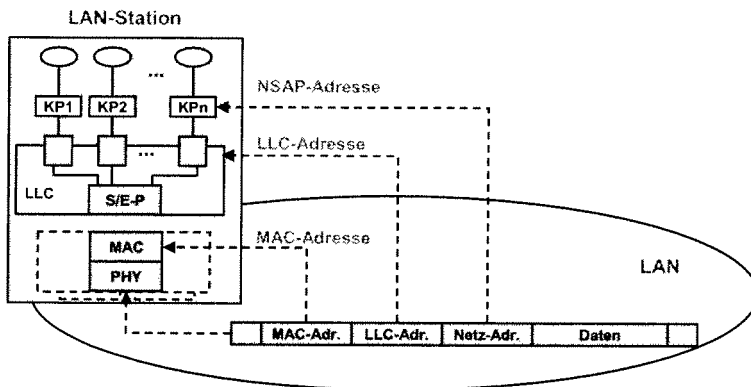 LAN-Station
...
KP1 KP2 KPn
NSAP-Adresse
...
LLC-Adresse
LLC
S/E-P
MAC
MAC-Adresse
PHY
LAN
MAC-Adr. LLC-Adr. Netz-Adr. Daten